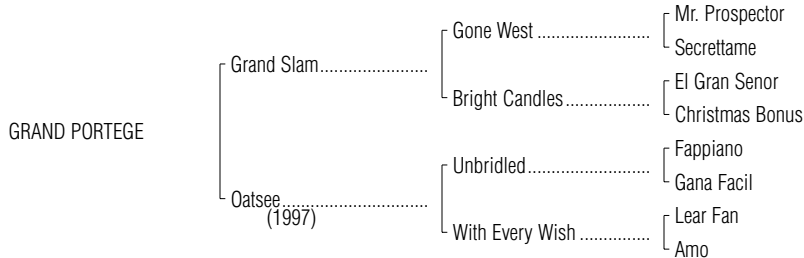 Mr. Prospector
Gone West ........................
Secrettame
Grand Slam.......................
El Gran Senor
Bright Candles ..................
Christmas Bonus
GRAND PORTEGE
Fappiano
Unbridled..........................
Gana Facil
Oatsee...............................
(1997)
Lear Fan
With Every Wish ...............
Amo